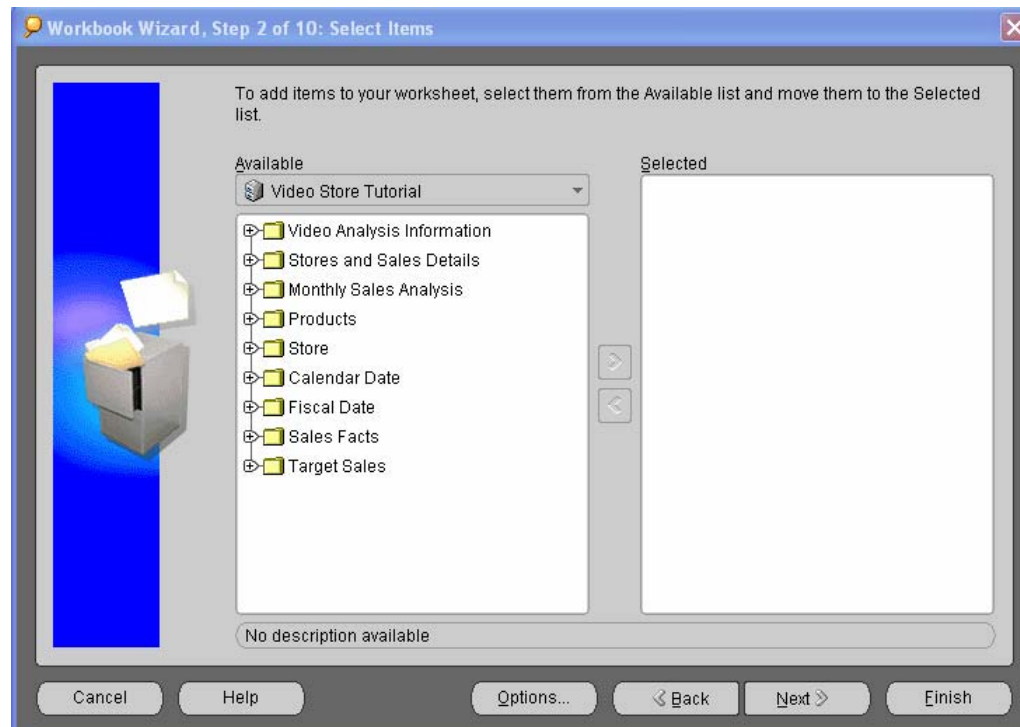 Workbook Wizard, Step 2 of 10: Select Items
To add items to your worksheet, select them from the Available list and move them to the Selected
list.
Available
Selected
Video Store Tutorial
Video Analysis Information
Stores and Sales Details
Monthly Sales Analysis
Products
Store
Calendar Date
Fiscal Date
Sales Facts
Target Sales
No description available
Cancel
Help
Options...
Back
Next
Finish